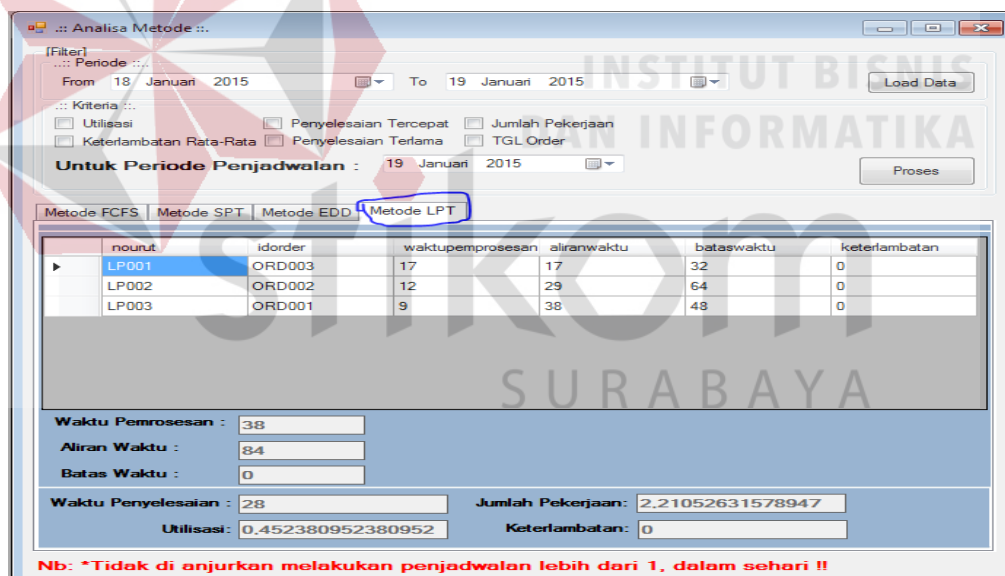 .:: Analisa Metode ::.
[Filter]
..:: Periode ::..
From 18 Januari 2015 To 19 Januari 2015 Load Data
.:: Kriteria ::.
Utilisasi Penyelesaian Tercepat Jumlah Pekerjaan
Keterlambatan Rata-Rata Penyelesaian Terlama TGL Order
Untuk Periode Penjadwalan : 19 Januari 2015 Proses
INSTITUT BISNIS
DAN INFORMATIKA
Metode FCFS Metode SPT Metode EDD Metode LPT
nourut idorder waktupemprosesan aliranwaktu bataswaktu keterlambatan
LP001 ORD003 17 17 32 0
LP002 ORD002 12 29 64 0
LP003 ORD001 9 38 48 0
stikom
SURABAYA
Waktu Pemrosesan : 38
Aliran Waktu : 84
Batas Waktu : 0
Waktu Penyelesaian : 28 Jumlah Pekerjaan: 2,21052631578947
Utilisasi: 0,452380952380952 Keterlambatan: 0
Nb: *Tidak di anjurkan melakukan penjadwalan lebih dari 1, dalam sehari !!